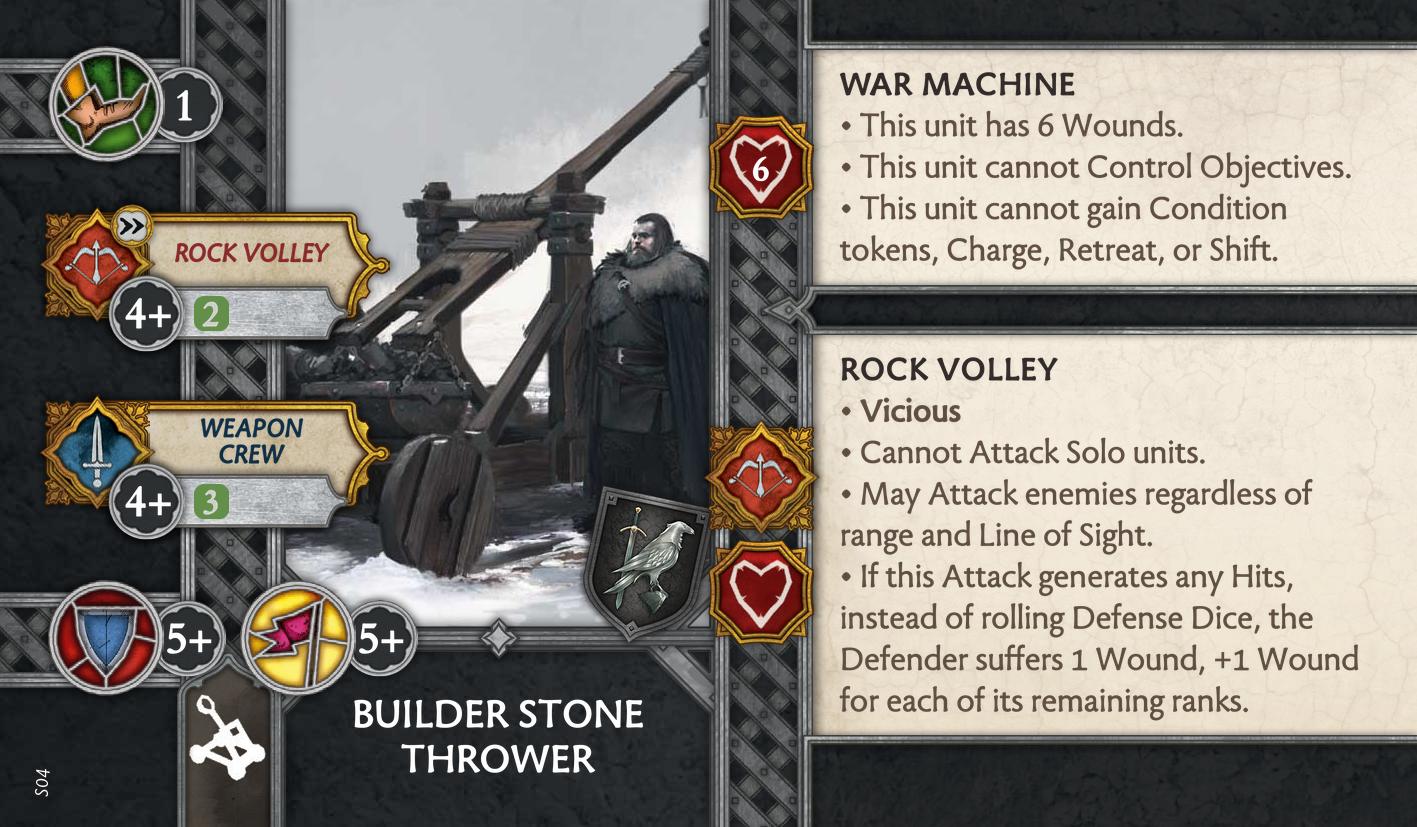 1
ROCK VOLLEY
4+ 2
WEAPON
CREW
4+ 3
5+ 5+
BUILDER STONE
THROWER
S04
6
WAR MACHINE
• This unit has 6 Wounds.
• This unit cannot Control Objectives.
• This unit cannot gain Condition
tokens, Charge, Retreat, or Shift.
ROCK VOLLEY
• Vicious
• Cannot Attack Solo units.
• May Attack enemies regardless of
range and Line of Sight.
• If this Attack generates any Hits,
instead of rolling Defense Dice, the
Defender suffers 1 Wound, +1 Wound
for each of its remaining ranks.